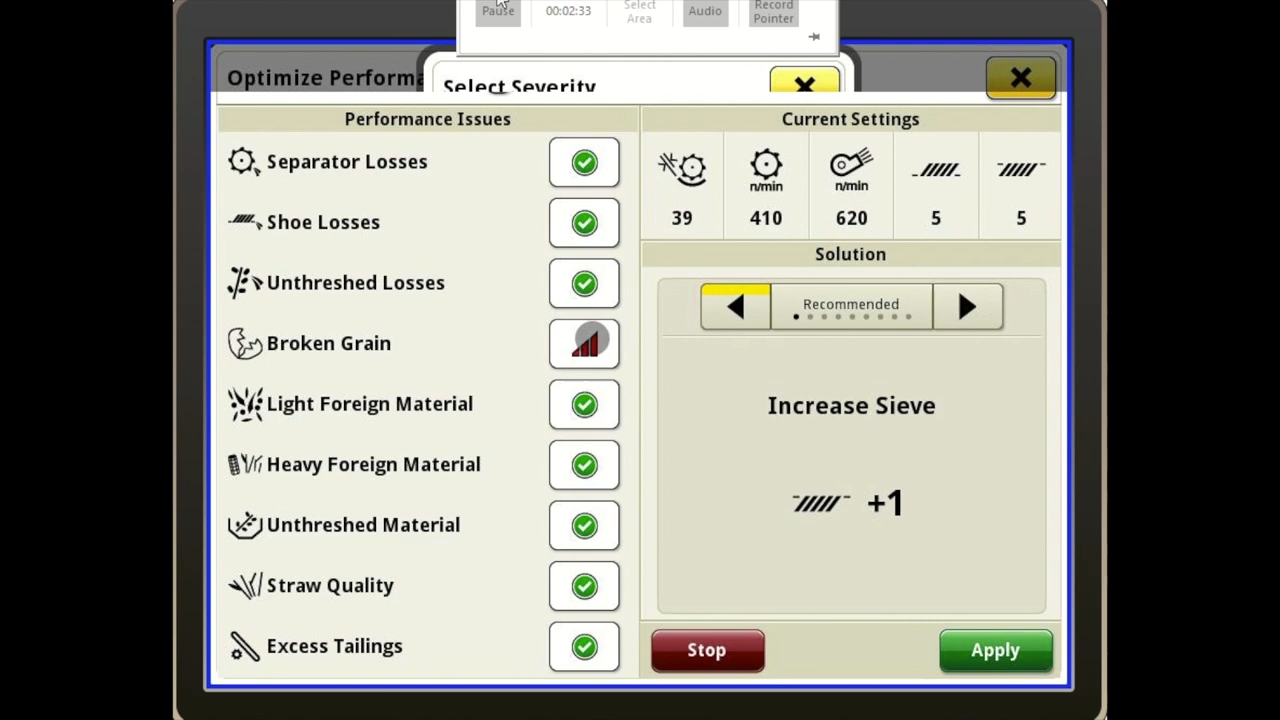 Pause
00:02:33
Select
Area
Audio
Record
Pointer
Optimize Performa
Select Severity
Performance Issues
Current Settings
Separator Losses
Shoe Losses
Unthreshed Losses
Broken Grain
Light Foreign Material
Heavy Foreign Material
Unthreshed Material
Straw Quality
Excess Tailings
n/min
n/min
39
410
620
5
5
Solution
Recommended
Increase Sieve
+1
Stop
Apply